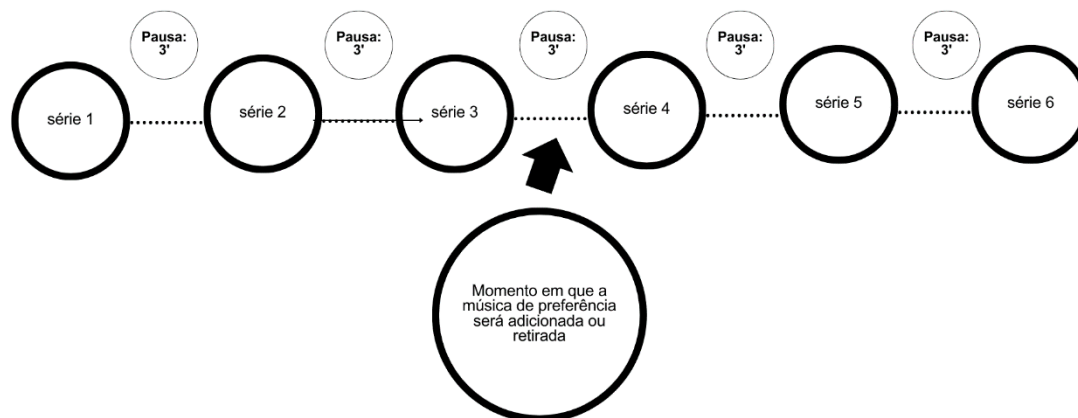 Pausa:
3'
Pausa:
3'
Pausa:
3'
Pausa:
3'
Pausa:
3'
série 1
série 2
série 3
série 4
série 5
série 6
Momento em que a
música de preferência
será adicionada ou
retirada